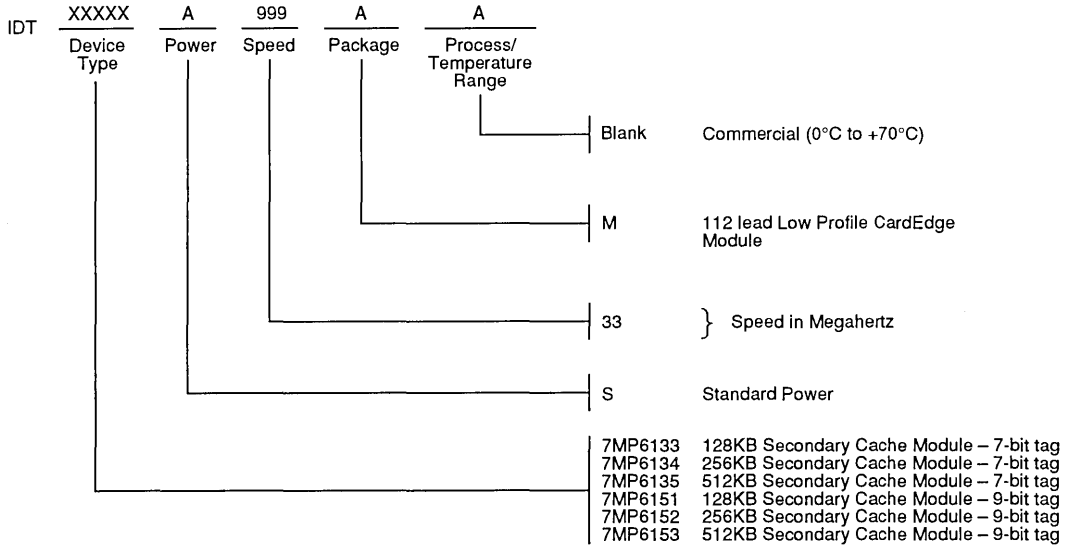 IDT XXXXX A 999 A A
Device Type Power Speed Package Process/ Temperature Range
Blank Commercial (0°C to +70°C)
M 112 lead Low Profile CardEdge
Module
33 } Speed in Megahertz
S Standard Power
7MP6133 128KB Secondary Cache Module – 7-bit tag
7MP6134 256KB Secondary Cache Module – 7-bit tag
7MP6135 512KB Secondary Cache Module – 7-bit tag
7MP6151 128KB Secondary Cache Module – 9-bit tag
7MP6152 256KB Secondary Cache Module – 9-bit tag
7MP6153 512KB Secondary Cache Module – 9-bit tag